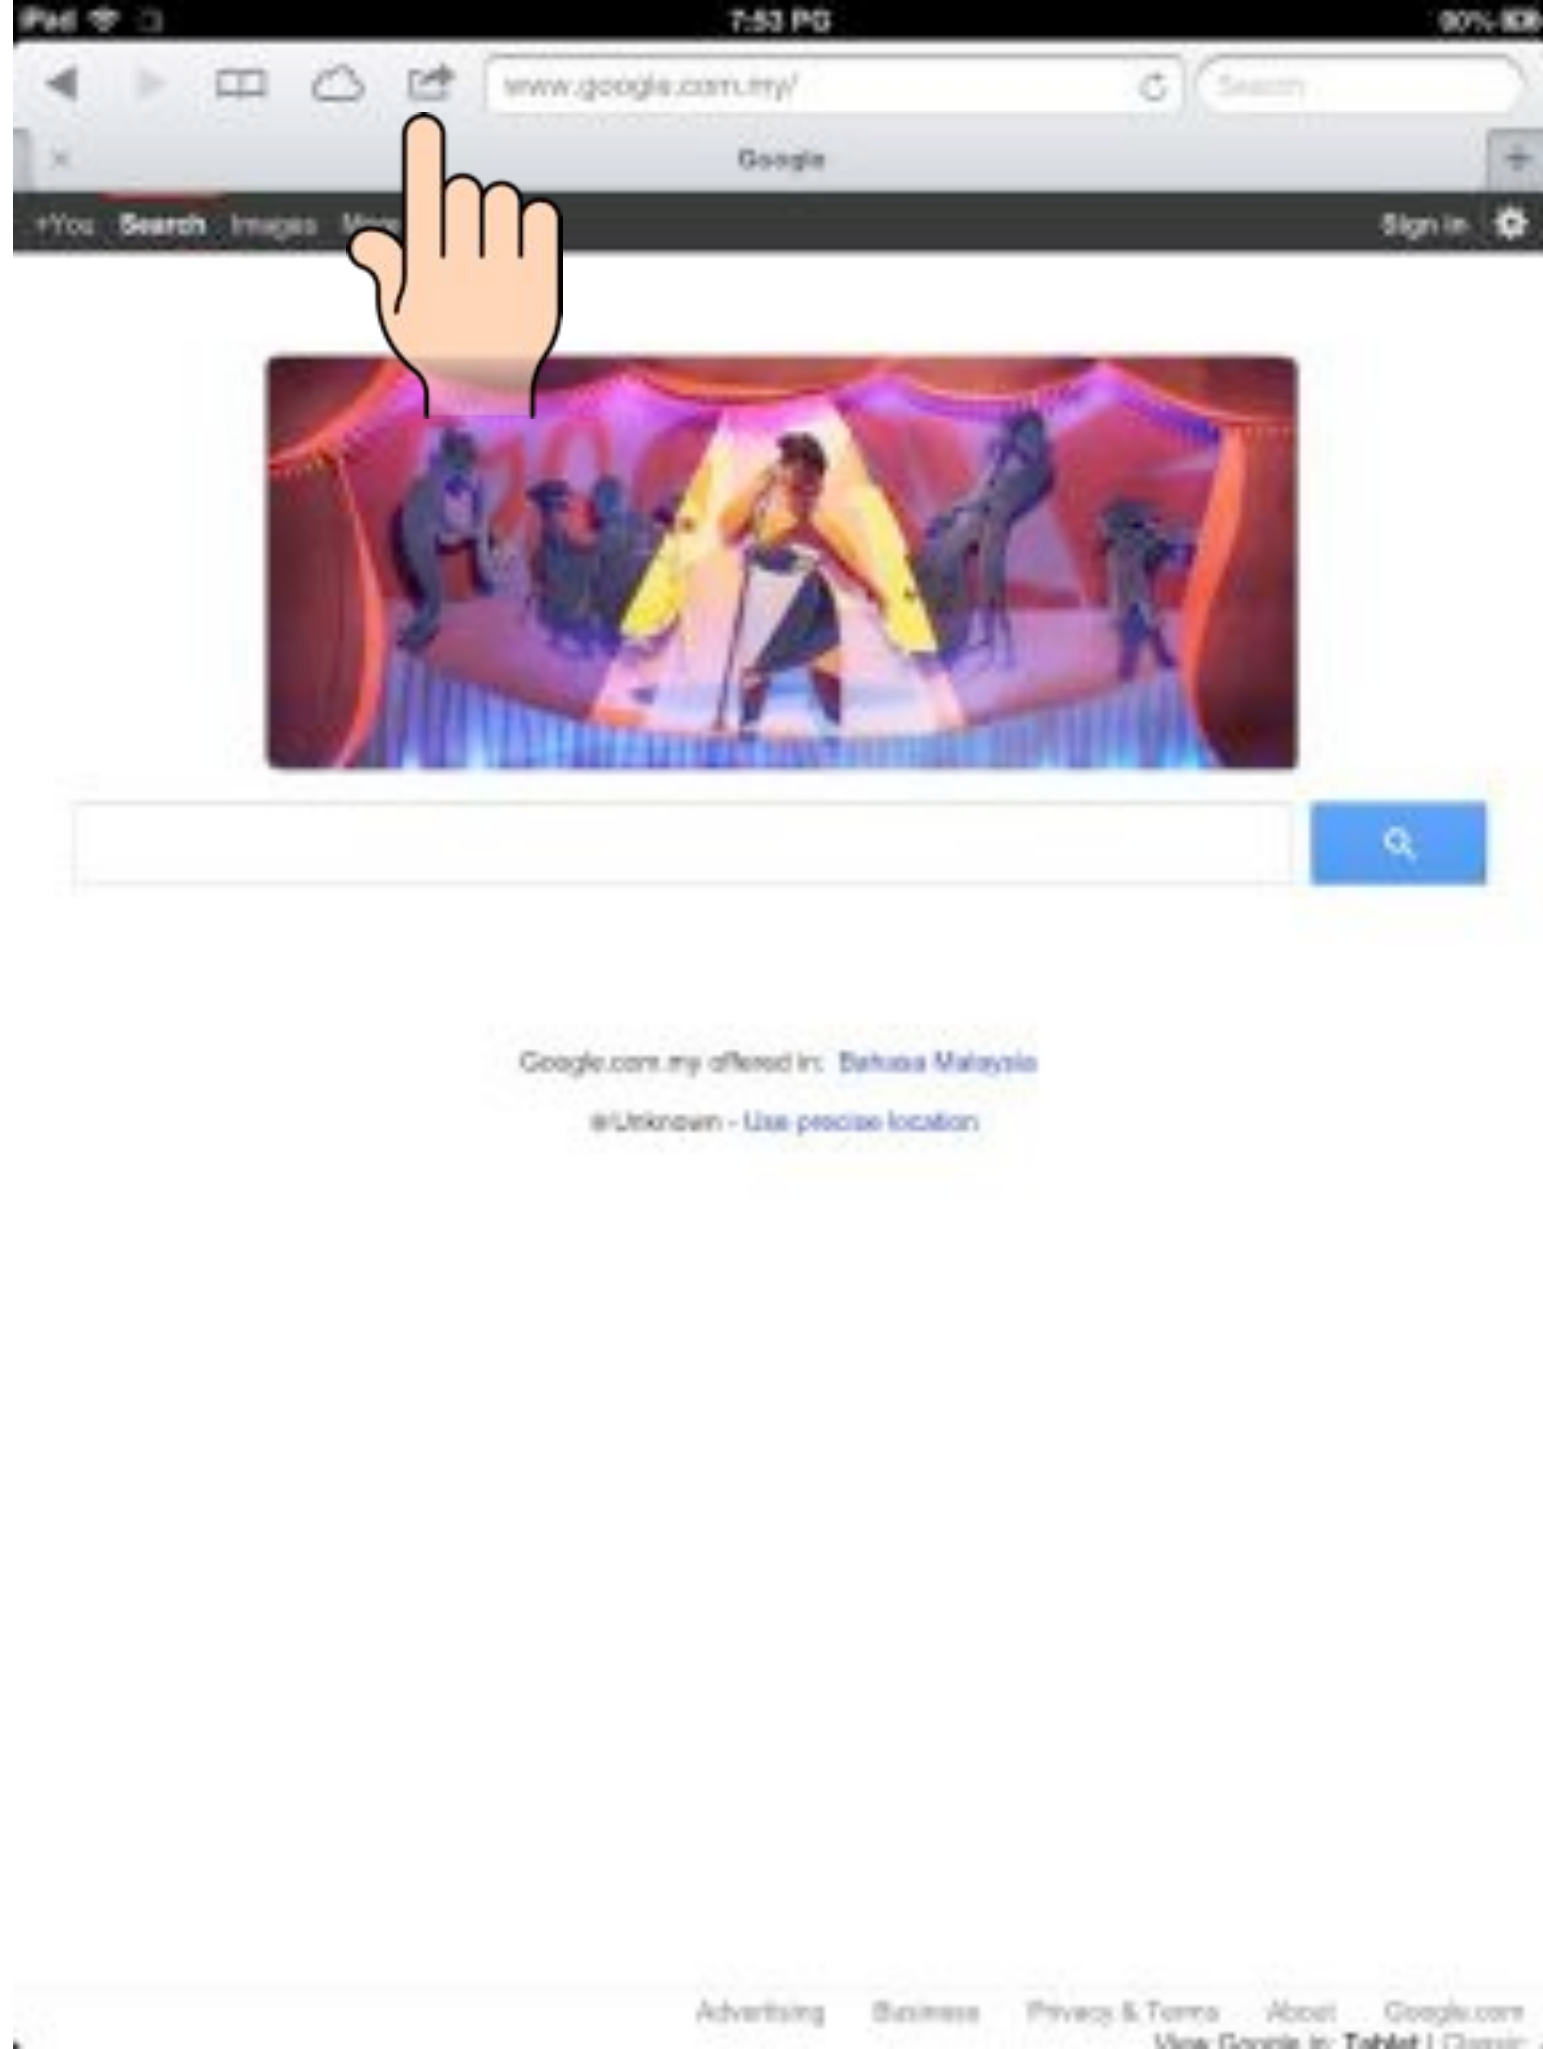 iPad 7:53 PG 90%
www.google.com.my/ Search
Google
+You Search Images More Sign in
Google.com.my offered in: Bahasa Malaysia
Unknown - Use precise location
Advertising Business Privacy & Terms About Google.com
View Google in: Tablet | Classic